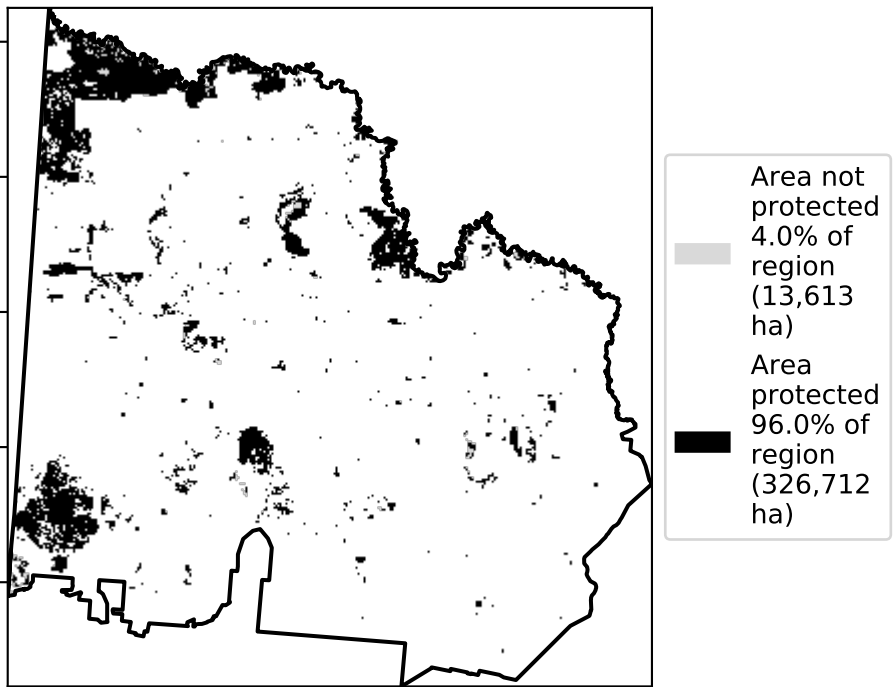 Area not
protected
4.0% of
region
(13,613
ha)
Area
protected
96.0% of
region
(326,712
ha)